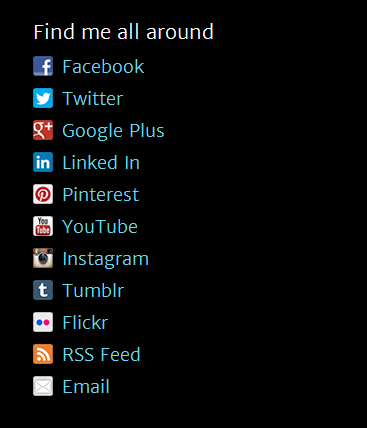 Find me all around
Facebook
Twitter
Google Plus
Linked In
Pinterest
YouTube
Instagram
Tumblr
Flickr
RSS Feed
Email